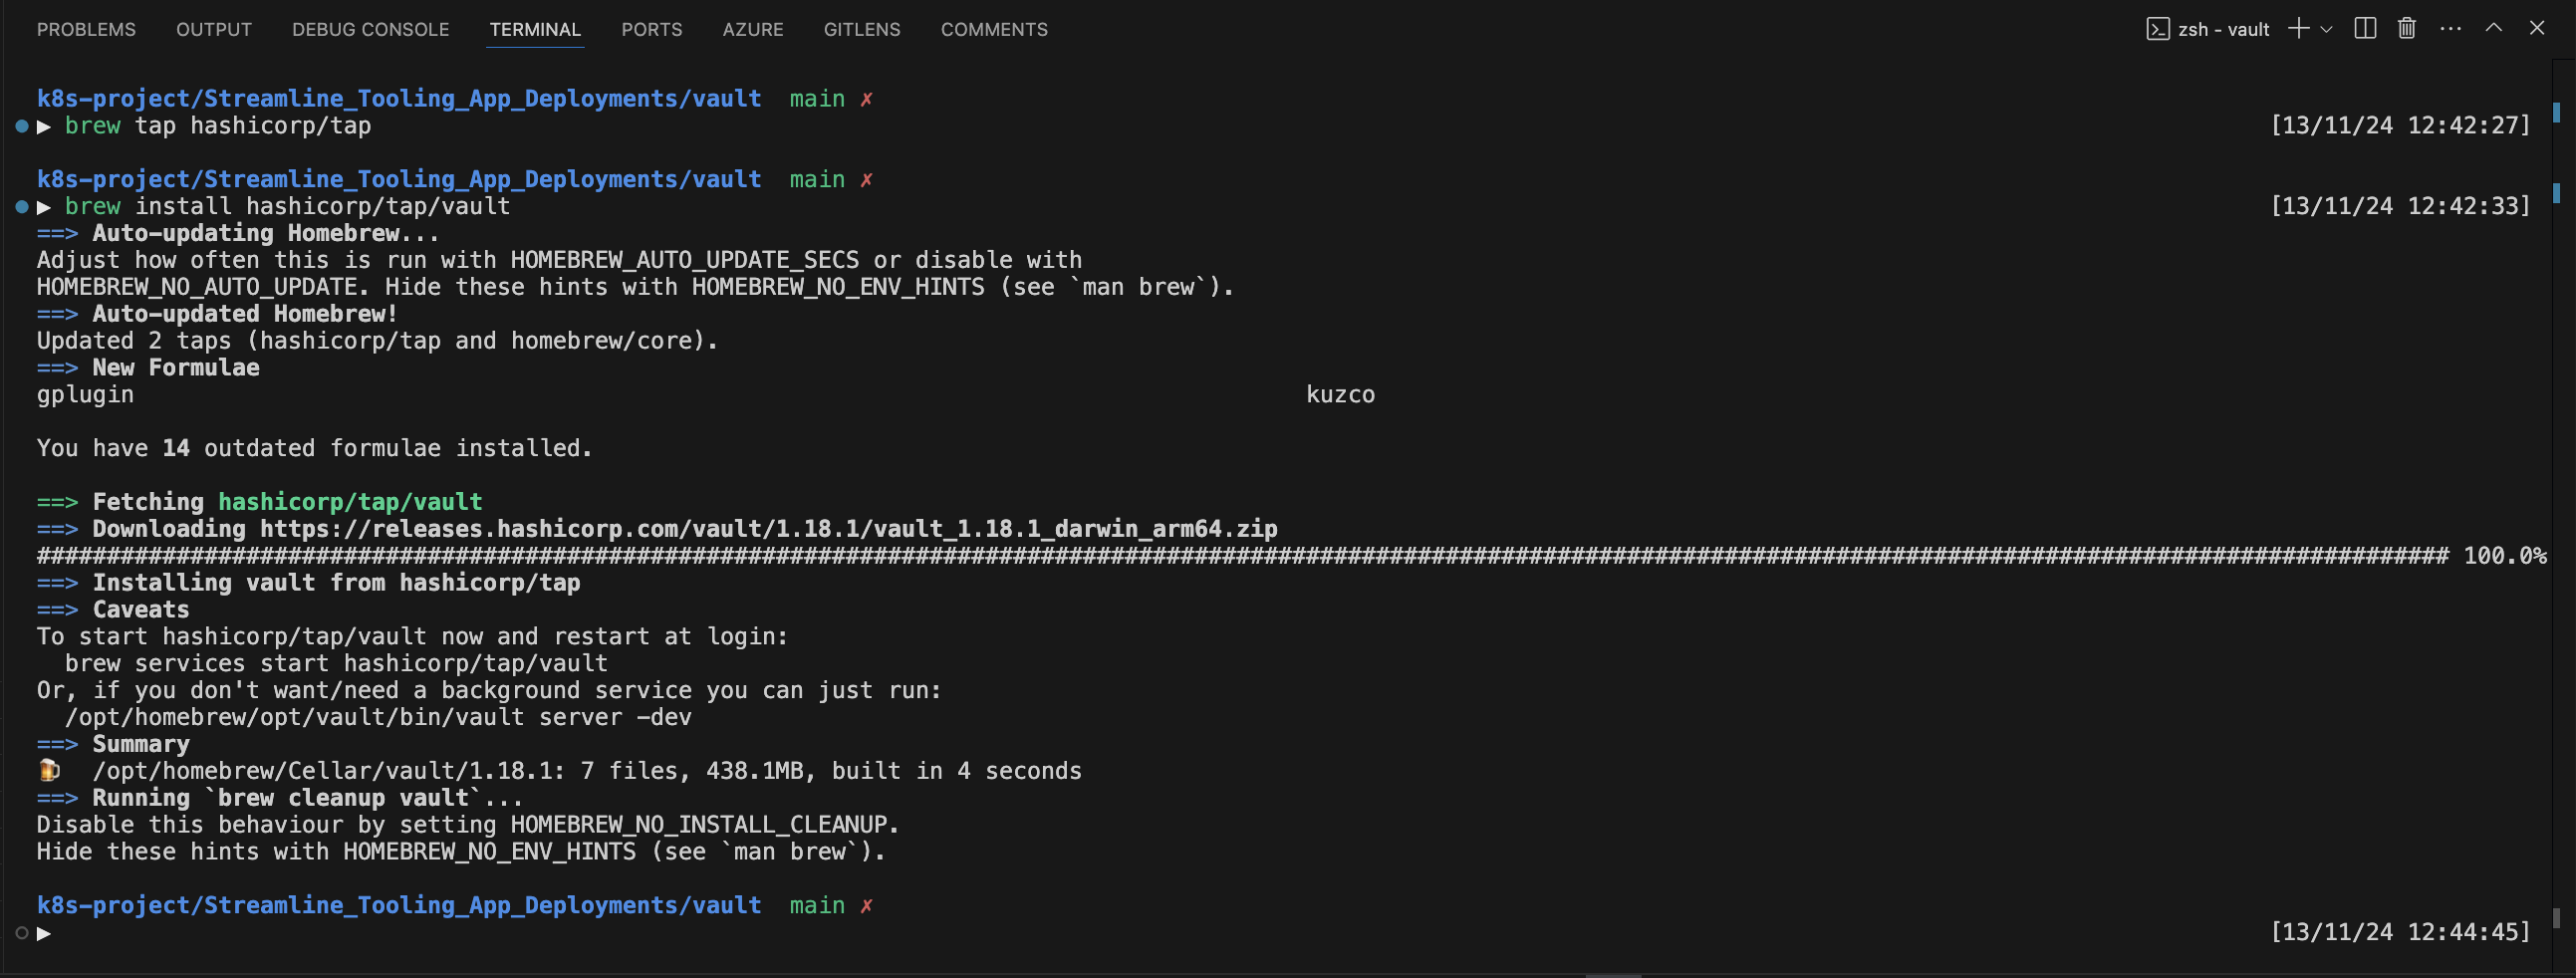 PROBLEMS OUTPUT DEBUG CONSOLE TERMINAL PORTS AZURE GITLENS COMMENTS zsh - vault
k8s-project/Streamline_Tooling_App_Deployments/vault main ✗
▶ brew tap hashicorp/tap [13/11/24 12:42:27]
k8s-project/Streamline_Tooling_App_Deployments/vault main ✗
▶ brew install hashicorp/tap/vault [13/11/24 12:42:33]
==> Auto-updating Homebrew...
Adjust how often this is run with HOMEBREW_AUTO_UPDATE_SECS or disable with
HOMEBREW_NO_AUTO_UPDATE. Hide these hints with HOMEBREW_NO_ENV_HINTS (see `man brew`).
==> Auto-updated Homebrew!
Updated 2 taps (hashicorp/tap and homebrew/core).
==> New Formulae
gplugin kuzco
You have 14 outdated formulae installed.
==> Fetching hashicorp/tap/vault
==> Downloading https://releases.hashicorp.com/vault/1.18.1/vault_1.18.1_darwin_arm64.zip
############################################################################################################################################################################# 100.0%
==> Installing vault from hashicorp/tap
==> Caveats
To start hashicorp/tap/vault now and restart at login:
  brew services start hashicorp/tap/vault
Or, if you don't want/need a background service you can just run:
  /opt/homebrew/opt/vault/bin/vault server -dev
==> Summary
🍺  /opt/homebrew/Cellar/vault/1.18.1: 7 files, 438.1MB, built in 4 seconds
==> Running `brew cleanup vault`...
Disable this behaviour by setting HOMEBREW_NO_INSTALL_CLEANUP.
Hide these hints with HOMEBREW_NO_ENV_HINTS (see `man brew`).
k8s-project/Streamline_Tooling_App_Deployments/vault main ✗
▶ [13/11/24 12:44:45]